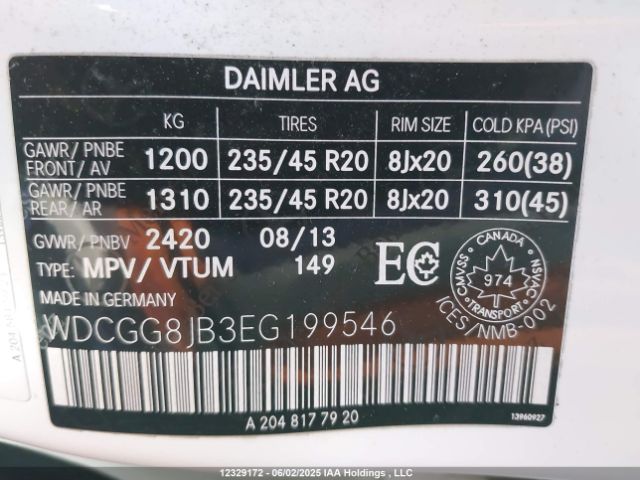 DAIMLER AG
KG TIRES RIM SIZE COLD KPA (PSI)
GAWR/ PNBE FRONT/ AV 1200 235/45 R20 8Jx20 260(38)
GAWR/ PNBE REAR/ AR 1310 235/45 R20 8Jx20 310(45)
GVWR/ PNBV 2420 08/13
TYPE: MPV/ VTUM 149
EC
CANADA
CMVSS NSVAC
974
TRANSPORT
ICES/NMB-002
MADE IN GERMANY
WDCGG8JB3EG199546
A 204 817 79 20
13960927
12329172 - 06/02/2025 IAA Holdings, LLC